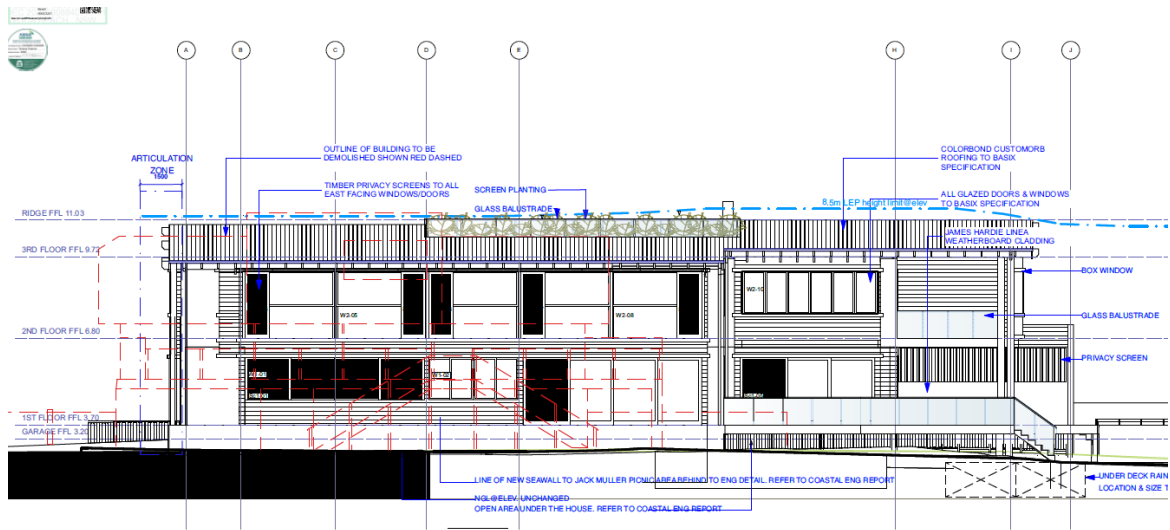 A B C D E H I J
OUTLINE OF BUILDING TO BE
DEMOLISHED SHOWN RED DASHED
COLORBOND CUSTOMORB
ROOFING TO BASIX
SPECIFICATION
ARTICULATION
ZONE
1500
TIMBER PRIVACY SCREENS TO ALL
EAST FACING WINDOWS/DOORS
SCREEN PLANTING
GLASS BALUSTRADE
8.5m LEP height limit@elev
ALL GLAZED DOORS & WINDOWS
TO BASIX SPECIFICATION
RIDGE FFL 11.03
JAMES HARDIE LINEA
WEATHERBOARD CLADDING
3RD FLOOR FFL 9.73
BOX WINDOW
W2-10
W2-05
W2-08
GLASS BALUSTRADE
2ND FLOOR FFL 6.80
PRIVACY SCREEN
W1-02
1ST FLOOR FFL 3.70
GARAGE FFL 3.20
LINE OF NEW SEAWALL TO JACK MULLER PICNIC AREA BEHIND TO ENG DETAIL. REFER TO COASTAL ENG REPORT
UNDER DECK RAIN
LOCATION & SIZE T
NGL@ELEV. UNCHANGED
OPEN AREA UNDER THE HOUSE. REFER TO COASTAL ENG REPORT